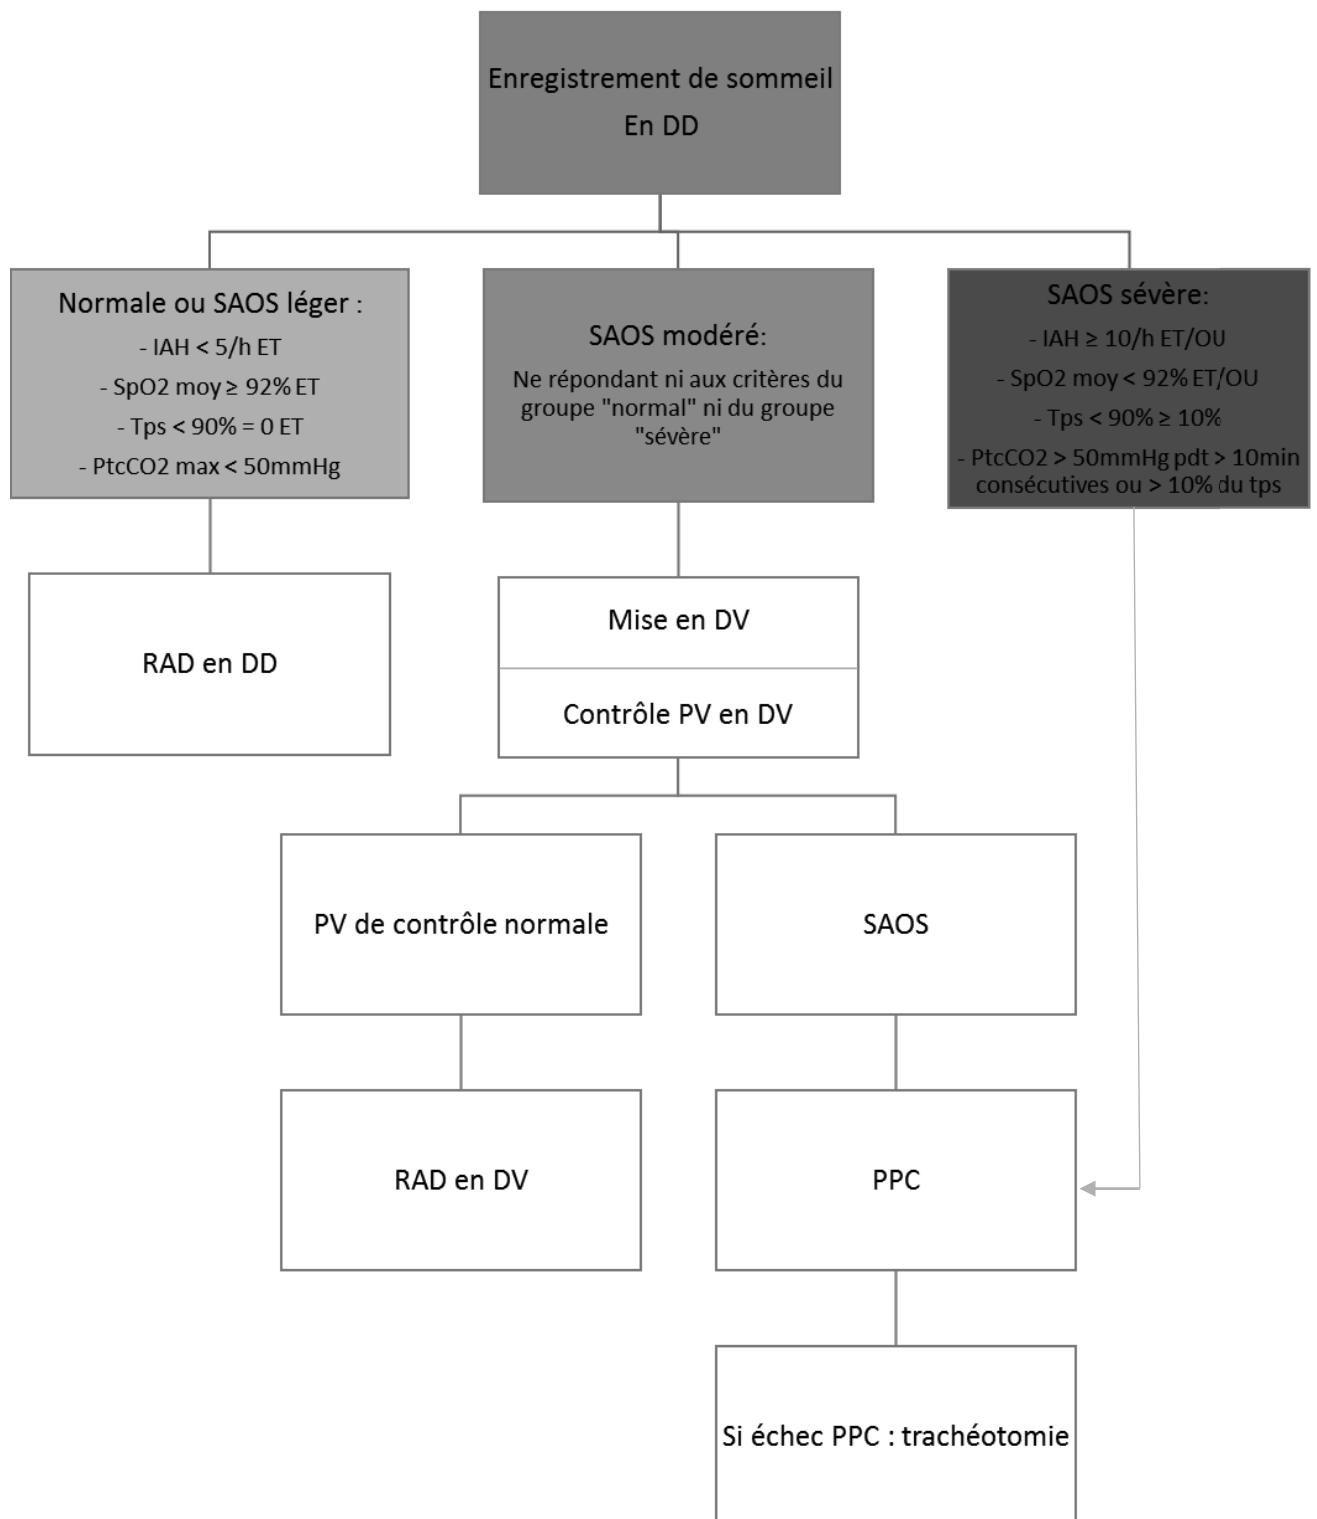 Enregistrement de sommeil
En DD
Normale ou SAOS léger :
- IAH < 5/h ET
- SpO2 moy ≥ 92% ET
- Tps < 90% = 0 ET
- PtcCO2 max < 50mmHg
SAOS modéré:
Ne répondant ni aux critères du
groupe "normal" ni du groupe
"sévère"
SAOS sévère:
- IAH ≥ 10/h ET/OU
- SpO2 moy < 92% ET/OU
- Tps < 90% ≥ 10%
- PtcCO2 > 50mmHg pdt > 10min
consécutives ou > 10% du tps
RAD en DD
Mise en DV
Contrôle PV en DV
PV de contrôle normale
SAOS
RAD en DV
PPC
Si échec PPC : trachéotomie